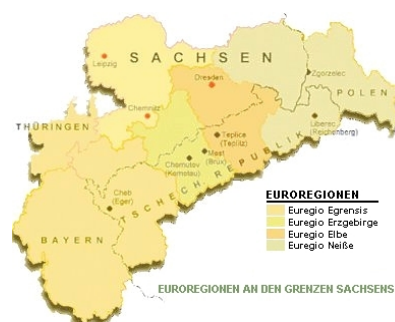 SACHSEN
Leipzig
Dresden
Zgorzelec
Chemnitz
POLEN
THÜRINGEN
Teplice
(Teplitz)
Liberec
(Reichenberg)
Most
(Brüx)
Chomutov
(Komotau)
TSCHECH REPUBLIK
Cheb
(Eger)
BAYERN
EUROREGIONEN
Euregio Egrensis
Euregio Erzgebirge
Euregio Elbe
Euregio Neiße
EUROREGIONEN AN DEN GRENZEN SACHSENS